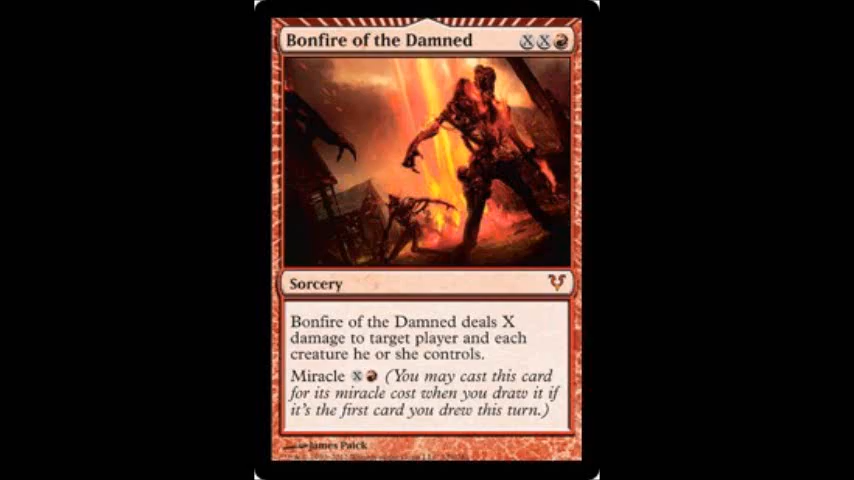 Bonfire of the Damned XXR
Sorcery
Bonfire of the Damned deals X
damage to target player and each
creature he or she controls.
Miracle X (You may cast this card
for its miracle cost when you draw it if
it's the first card you drew this turn.)
James Paick